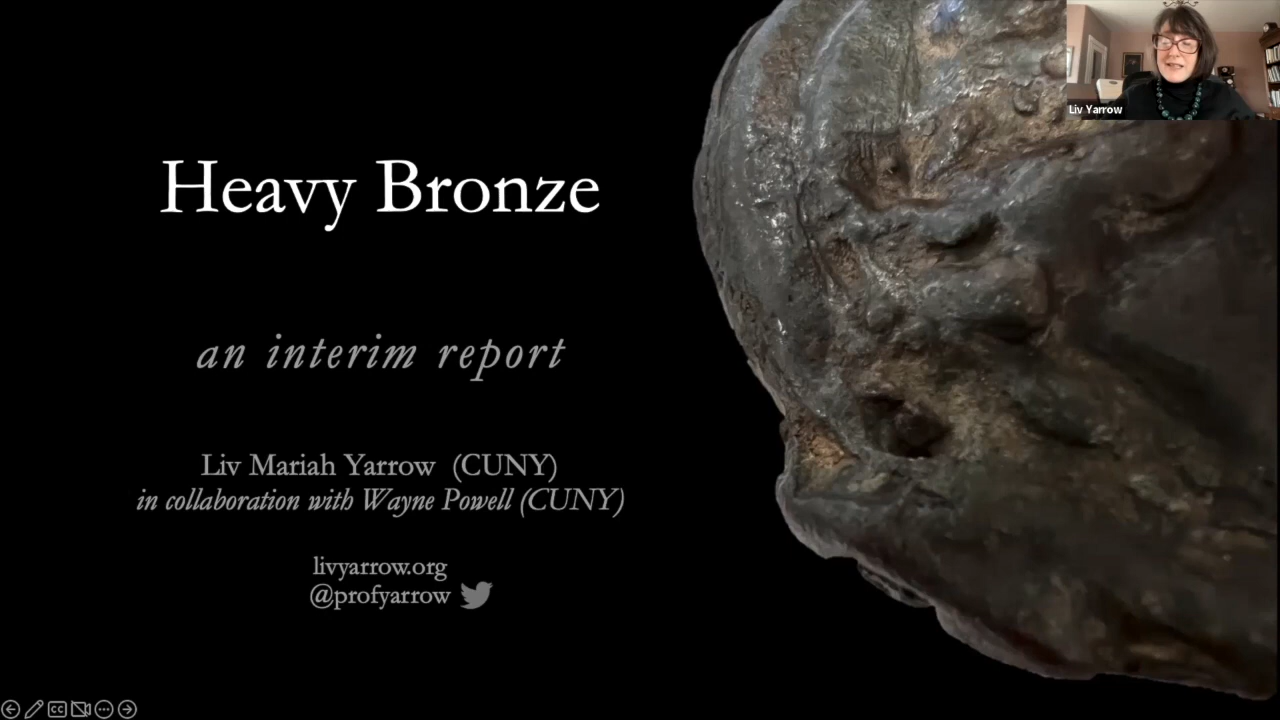 Heavy Bronze
an interim report
Liv Mariah Yarrow (CUNY)
in collaboration with Wayne Powell (CUNY)
livyarrow.org
@profyarrow
Liv Yarrow
CC